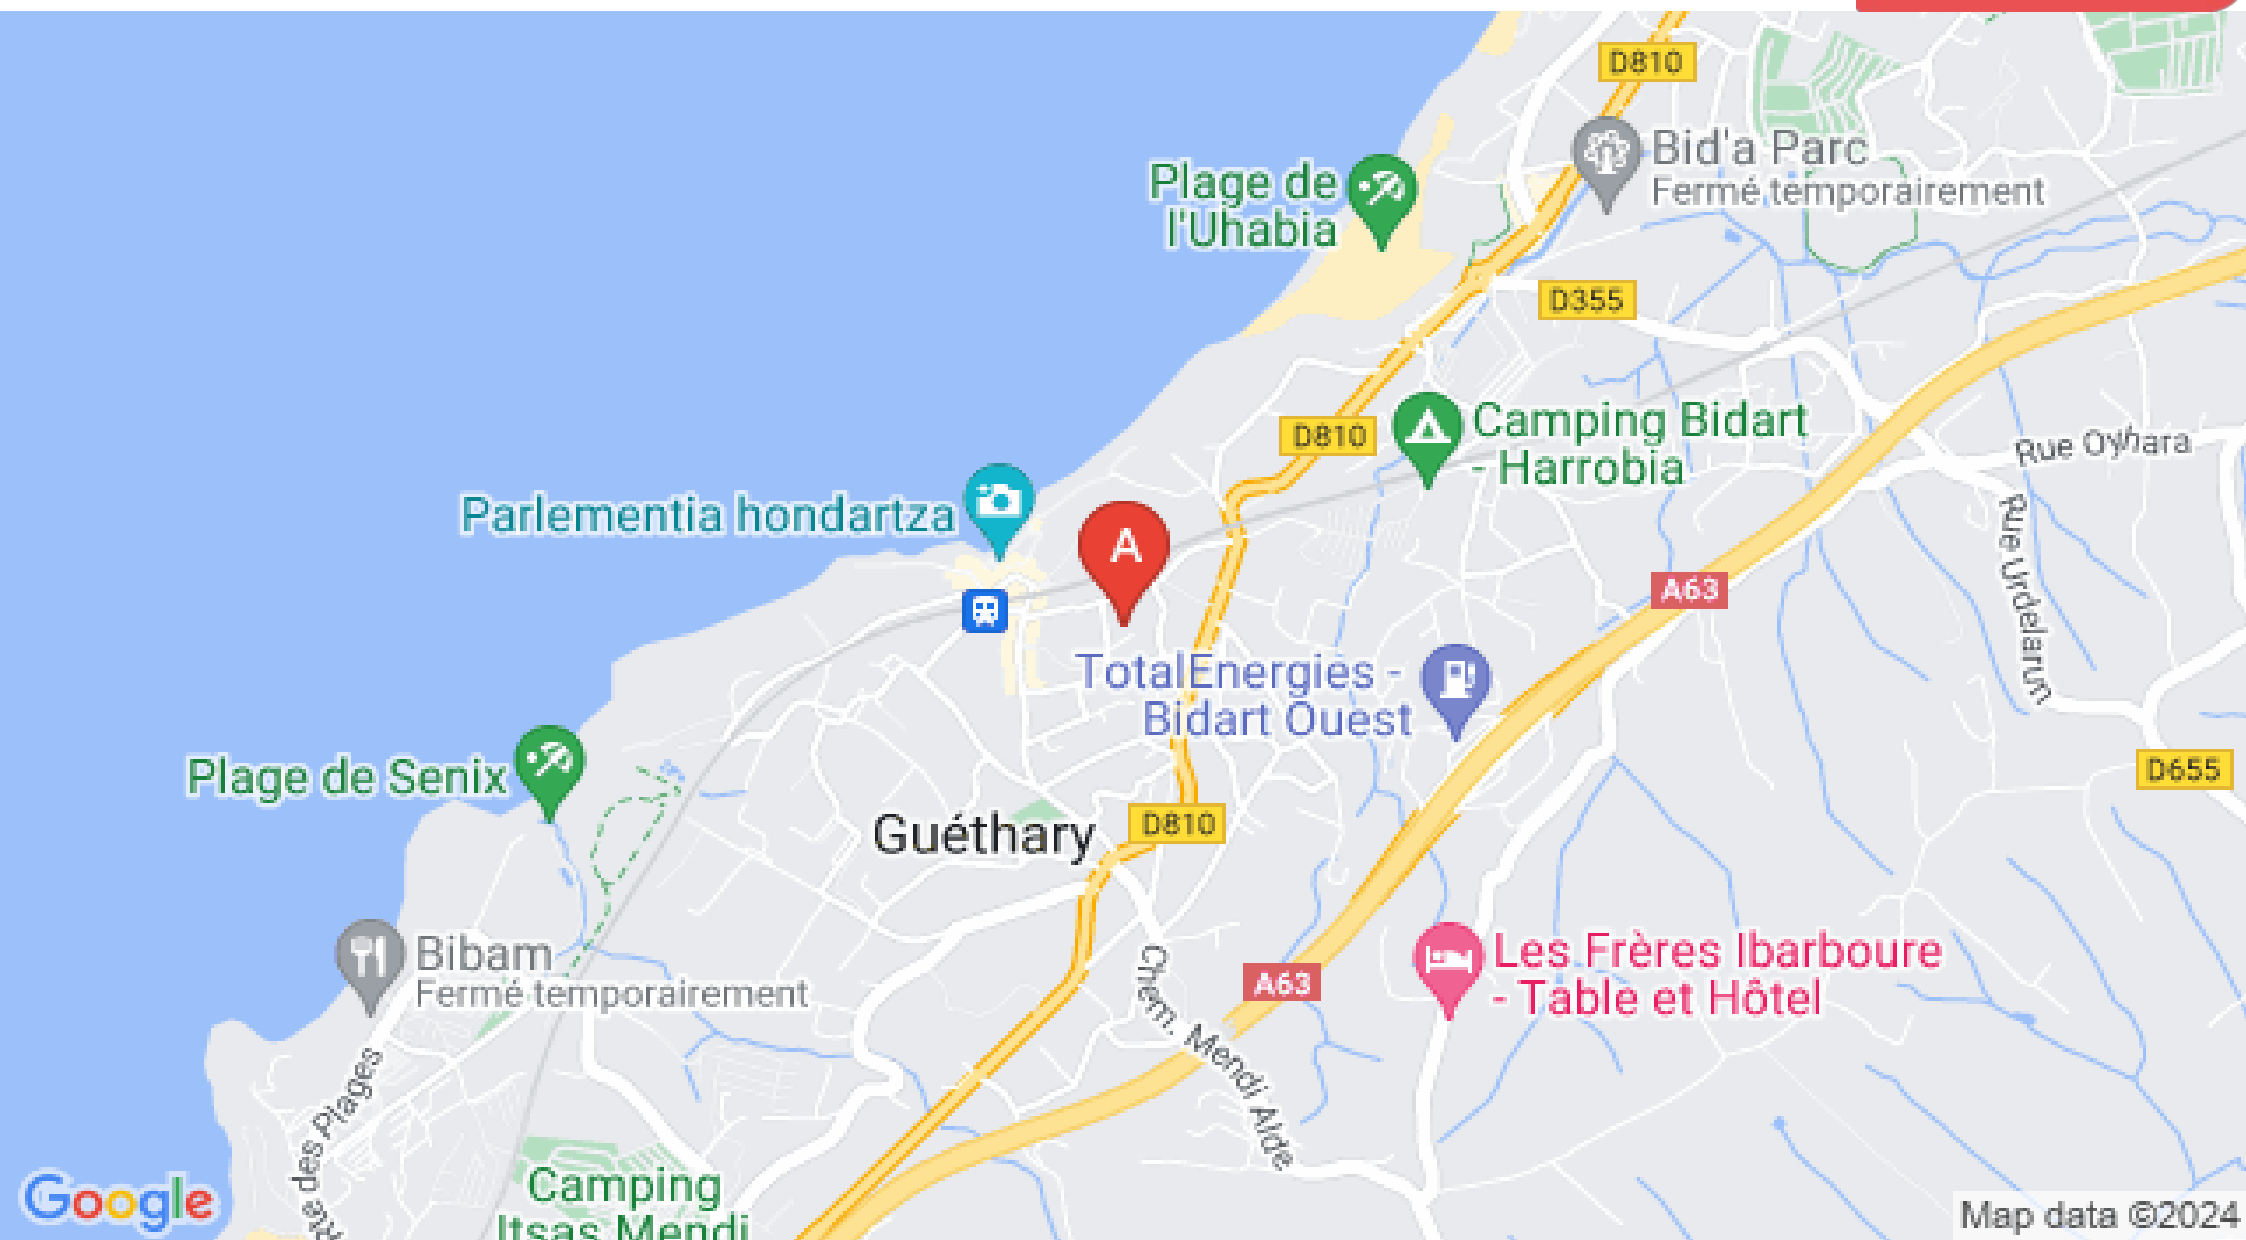 D810
Bid'a Parc
Fermé temporairement
Plage de
l'Uhabia
D355
Camping Bidart
- Harrobia
D810
Rue Oyhara
Parlementia hondartza
A
Rue Urdelarun
A63
TotalEnergies -
Bidart Ouest
Plage de Senix
D655
Guéthary
D810
Bibam
Fermé temporairement
Les Frères Ibarboure
- Table et Hôtel
A63
Chem. Mendi Alde
Rte des Plages
Camping
Itsas Mendi
Google
Map data ©2024